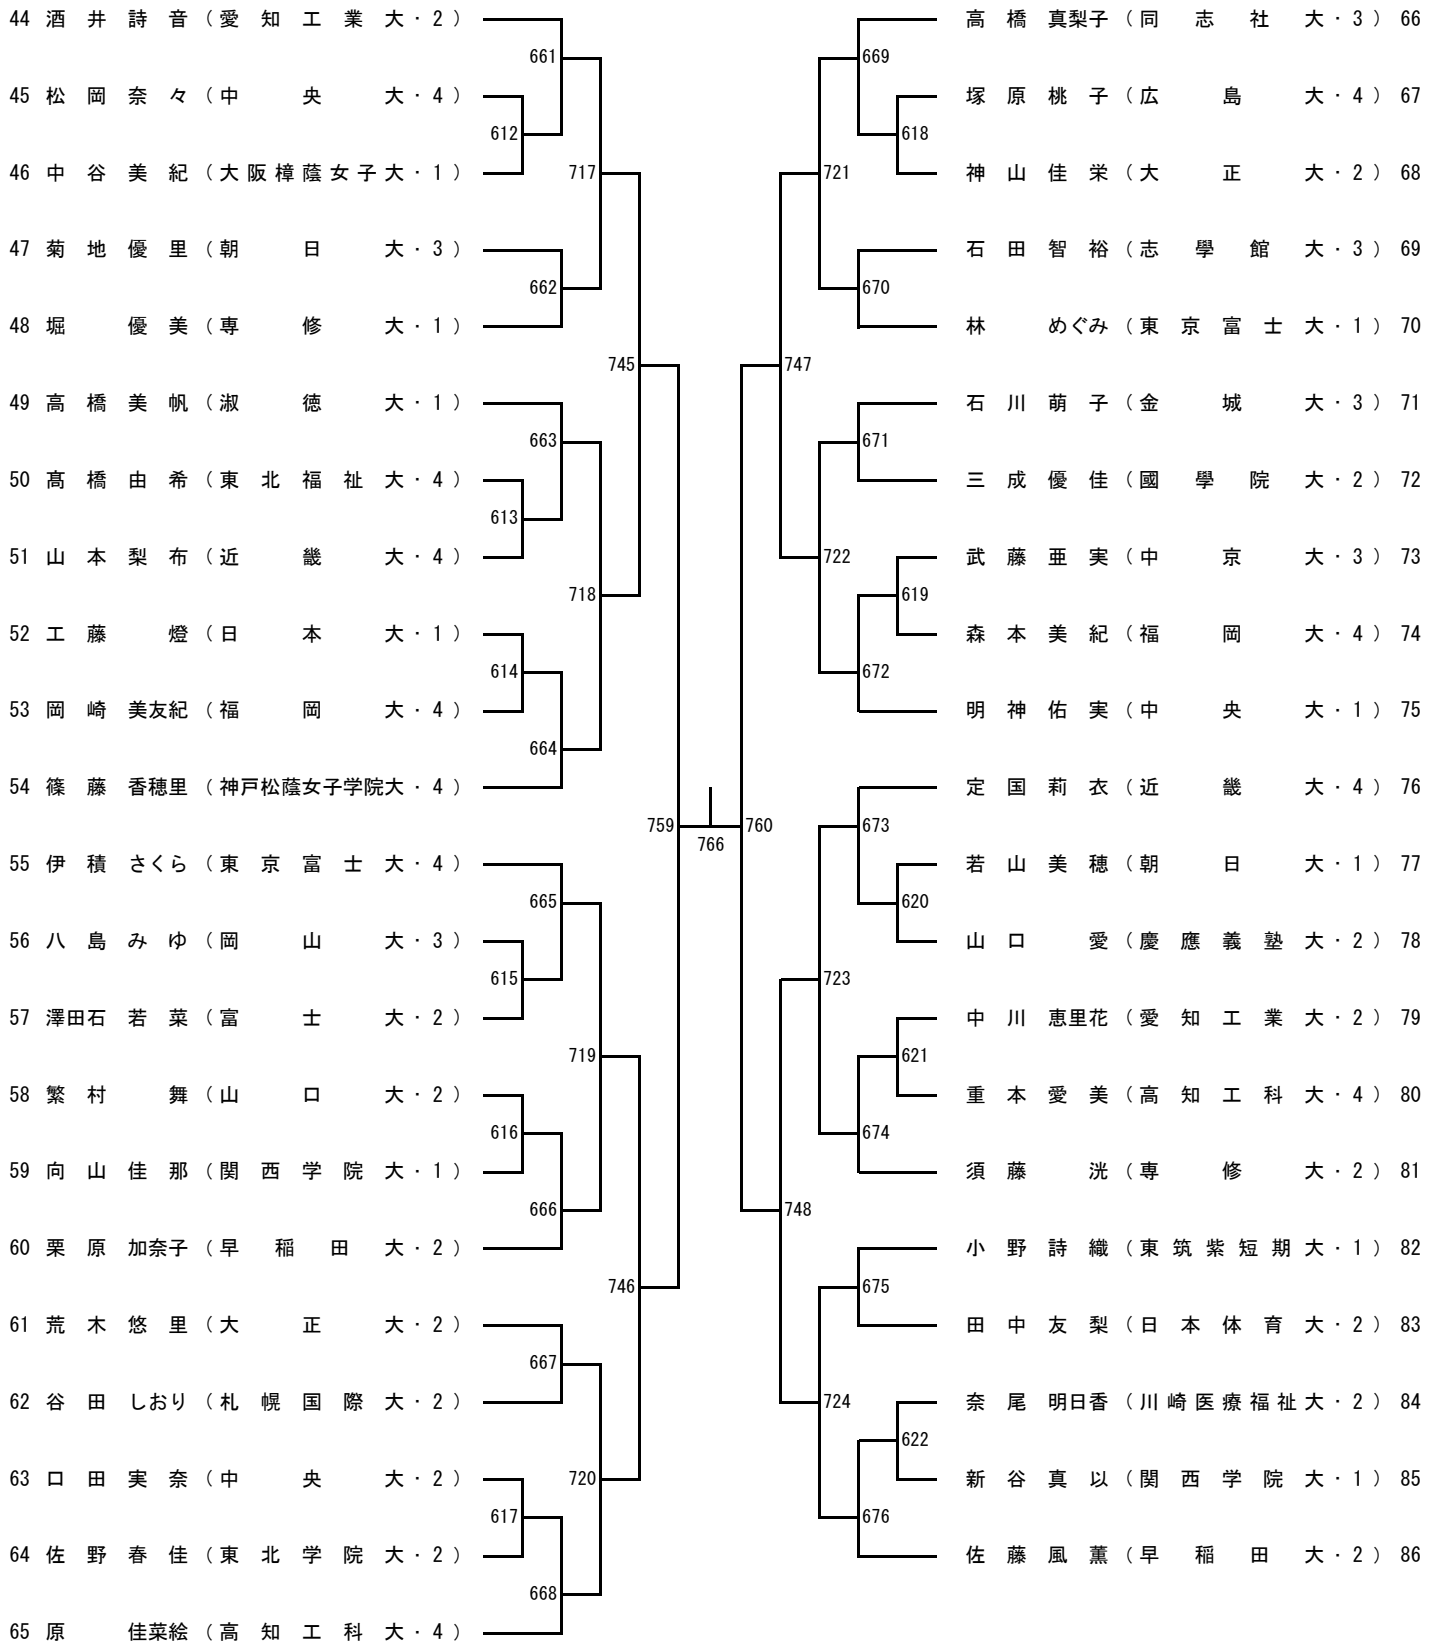 44 酒井詩音（愛知工業大・2）
661
45 松岡奈々（中央大・4）
612
46 中谷美紀（大阪樟蔭女子大・1）
717
47 菊地優里（朝日大・3）
662
48 堀優美（専修大・1）
745
49 高橋美帆（淑徳大・1）
663
50 髙橋由希（東北福祉大・4）
613
51 山本梨布（近畿大・4）
718
52 工藤燈（日本大・1）
614
53 岡崎美友紀（福岡大・4）
664
54 篠藤香穂里（神戸松蔭女子学院大・4）
759
55 伊積さくら（東京富士大・4）
665
56 八島みゆ（岡山大・3）
615
57 澤田石若菜（富士大・2）
719
58 繁村舞（山口大・2）
616
59 向山佳那（関西学院大・1）
666
60 栗原加奈子（早稲田大・2）
746
61 荒木悠里（大正大・2）
667
62 谷田しおり（札幌国際大・2）
63 口田実奈（中央大・2）
720
617
64 佐野春佳（東北学院大・2）
668
65 原佳菜絵（高知工科大・4）
766
高橋真梨子（同志社大・3）66
669
塚原桃子（広島大・4）67
618
神山佳栄（大正大・2）68
721
石田智裕（志學館大・3）69
670
林めぐみ（東京富士大・1）70
747
石川萌子（金城大・3）71
671
三成優佳（國學院大・2）72
722
武藤亜実（中京大・3）73
619
森本美紀（福岡大・4）74
672
明神佑実（中央大・1）75
定国莉衣（近畿大・4）76
760
673
若山美穂（朝日大・1）77
620
山口愛（慶應義塾大・2）78
723
中川恵里花（愛知工業大・2）79
621
重本愛美（高知工科大・4）80
674
須藤洸（専修大・2）81
748
小野詩織（東筑紫短期大・1）82
675
田中友梨（日本体育大・2）83
724
奈尾明日香（川崎医療福祉大・2）84
622
新谷真以（関西学院大・1）85
676
佐藤風薫（早稲田大・2）86